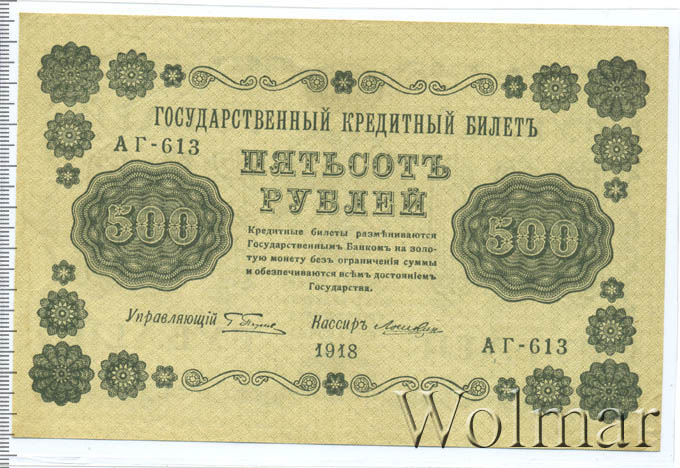 ГОСУДАРСТВЕННЫЙ КРЕДИТНЫЙ БИЛЕТЪ
АГ-613
ПЯТЬСОТЪ
РУБЛЕЙ
500
500
Кредитные билеты размѣниваются
Государственнымъ Банкомъ на золо-
тую монету безъ ограниченія суммы
и обезпечиваются всѣмъ достояніемъ
Государства.
Управляющій
Кассиръ
1918
АГ-613
Wolmar